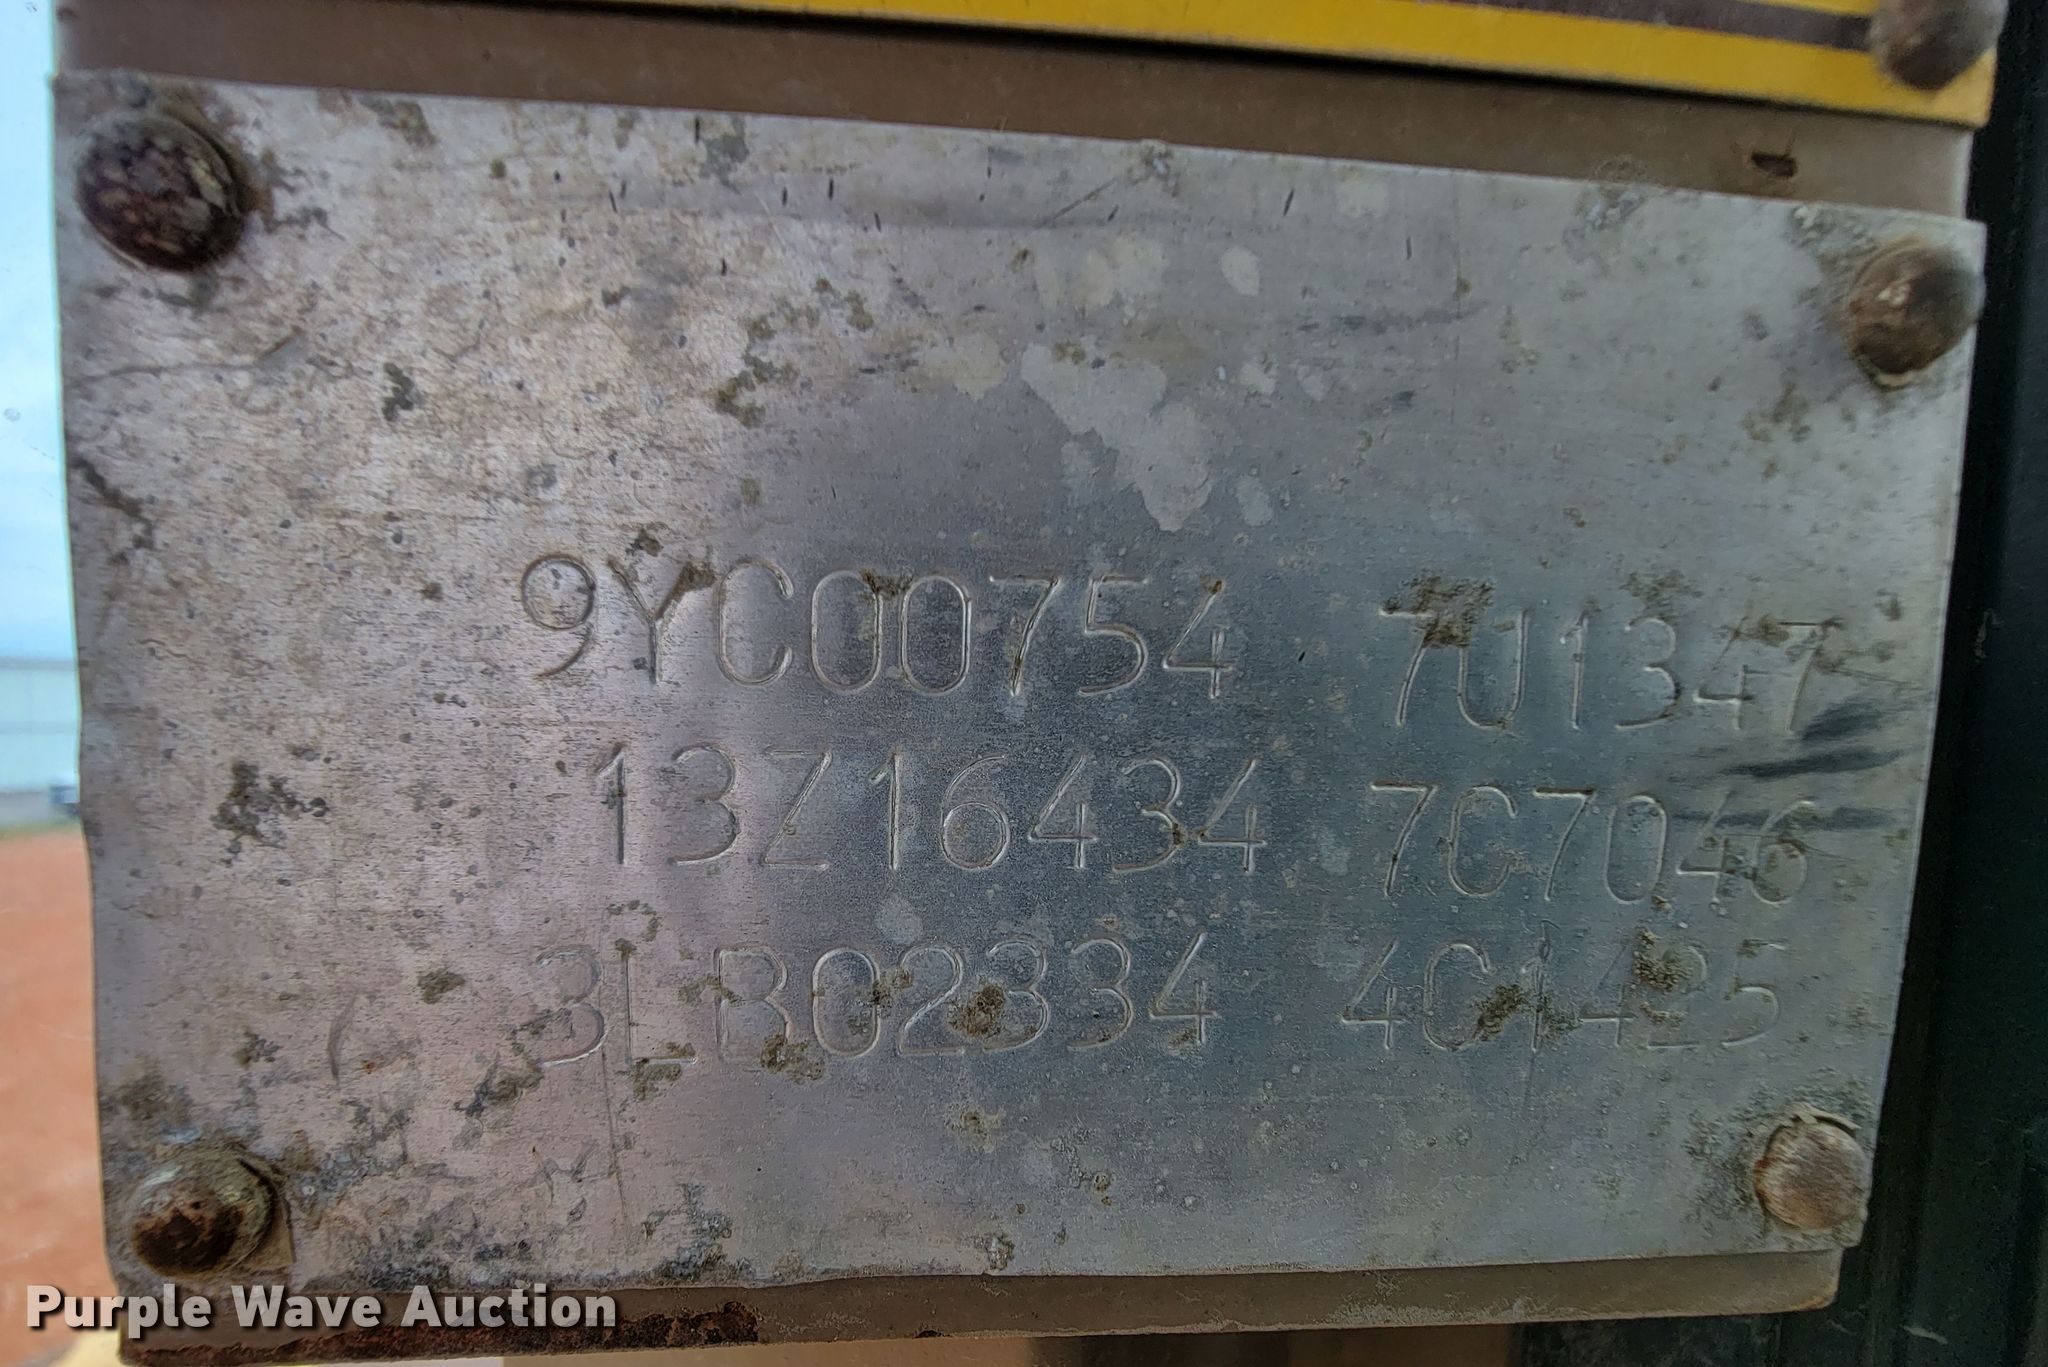 9YC00754 7U1347
13Z16434 7C7046
3LB02334 4C1425
Purple Wave Auction